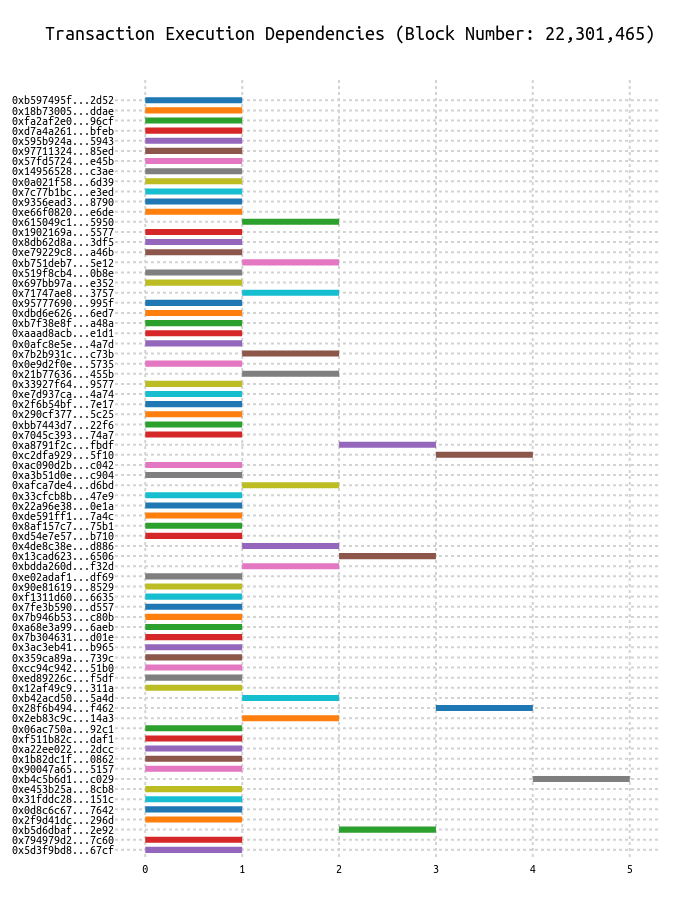 Transaction Execution Dependencies (Block Number: 22,301,465)
0xb597495f...2d52
0x18b73005...ddae
0xfa2af2e0...96cf
0xd7a4a261...bfeb
0x595b924a...5943
0x97711324...85ed
0x57fd5724...e45b
0x14956528...c3ae
0x0a021f58...6d39
0x7c77b1bc...e3ed
0x9356ead3...8790
0xe66f0820...e6de
0x615049c1...5950
0x1902169a...5577
0x8db62d8a...3df5
0xe79229c8...a46b
0xb751deb7...5e12
0x519f8cb4...0b8e
0x697bb97a...e352
0x71747ae8...3757
0x95777690...995f
0xdbd6e626...6ed7
0xb7f38e8f...a48a
0xaaad8acb...e1d1
0x0afc8e5e...4a7d
0x7b2b931c...c73b
0x0e9d2f0e...5735
0x21b77636...455b
0x33927f64...9577
0xe7d937ca...4a74
0x2f6b54bf...7e17
0x290cf377...5c25
0xbb7443d7...22f6
0x7045c393...74a7
0xa8791f2c...fbdf
0xc2dfa929...5f10
0xac090d2b...c042
0xa3b51d0e...c904
0xafca7de4...d6bd
0x33cfcb8b...47e9
0x22a96e38...0e1a
0xde591ff1...7a4c
0x8af157c7...75b1
0xd54e7e57...b710
0x4de8c38e...d886
0x13cad623...6506
0xbdda260d...f32d
0xe02adaf1...df69
0x90e81619...8529
0xf1311d60...6635
0x7fe3b590...d557
0x7b946b53...c80b
0xa68e3a99...6aeb
0x7b304631...d01e
0x3ac3eb41...b965
0x359ca89a...739c
0xcc94c942...51b0
0xed89226c...f5df
0x12af49c9...311a
0xb42acd50...5a4d
0x28f6b494...f462
0x2eb83c9c...14a3
0x06ac750a...92c1
0xf511b82c...daf1
0xa22ee022...2dcc
0x1b82dc1f...0862
0x90047a65...5157
0xb4c5b6d1...c029
0xe453b25a...8cb8
0x31fddc28...151c
0x0d8c6c67...7642
0x2f9d41dc...296d
0xb5d6dbaf...2e92
0x794979d2...7c60
0x5d3f9bd8...67cf
0 1 2 3 4 5